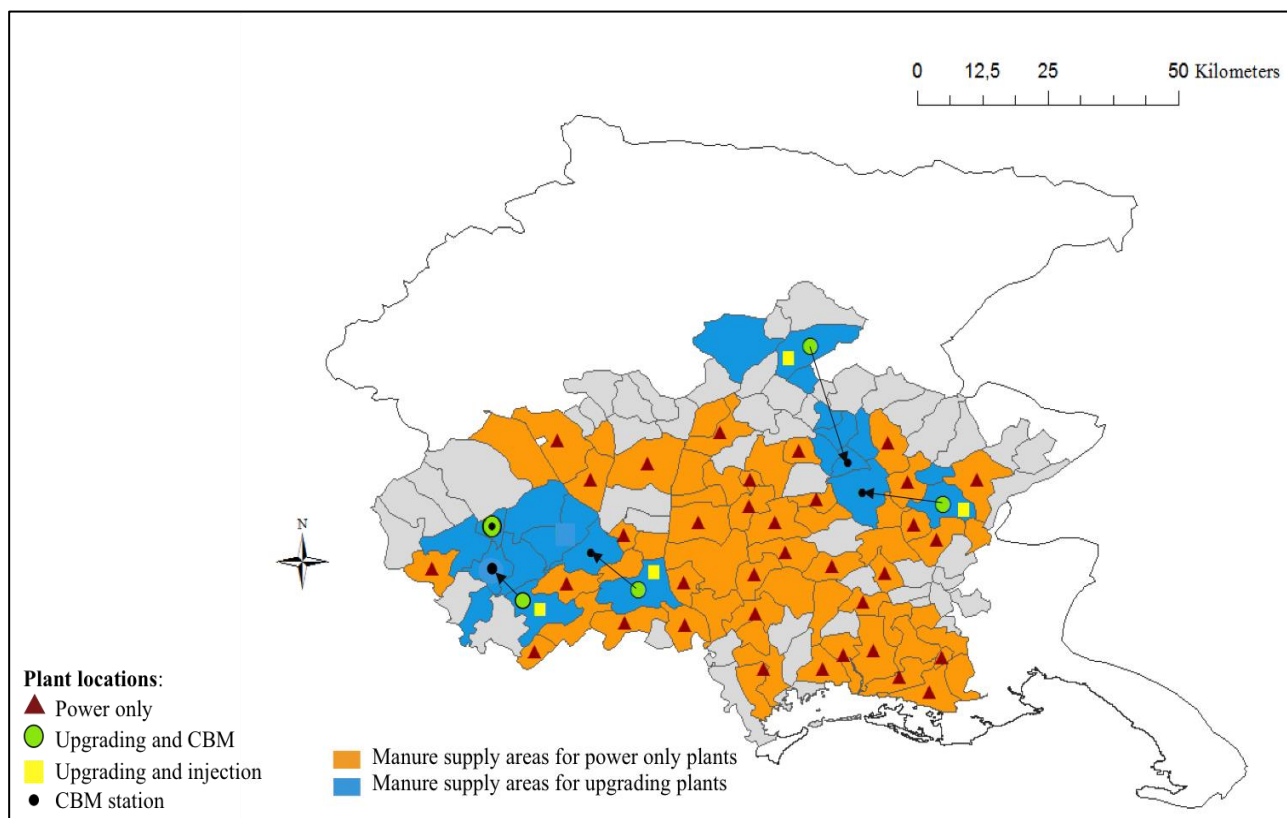 0 12,5 25 50 Kilometers
N
Plant locations:
Power only
Upgrading and CBM
Upgrading and injection
CBM station
Manure supply areas for power only plants
Manure supply areas for upgrading plants